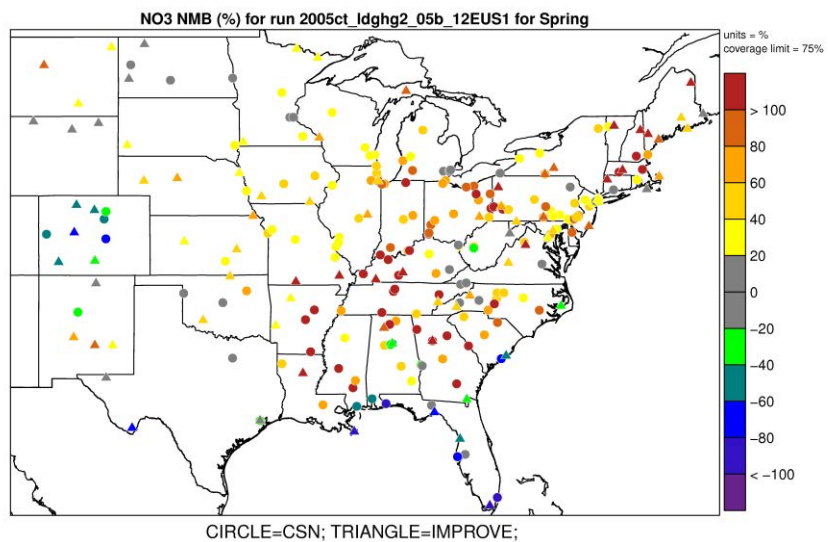 NO3 NMB (%) for run 2005ct_ldghg2_05b_12EUS1 for Spring
units = %
coverage limit = 75%
> 100
80
60
40
20
0
−20
−40
−60
−80
< −100
CIRCLE=CSN; TRIANGLE=IMPROVE;